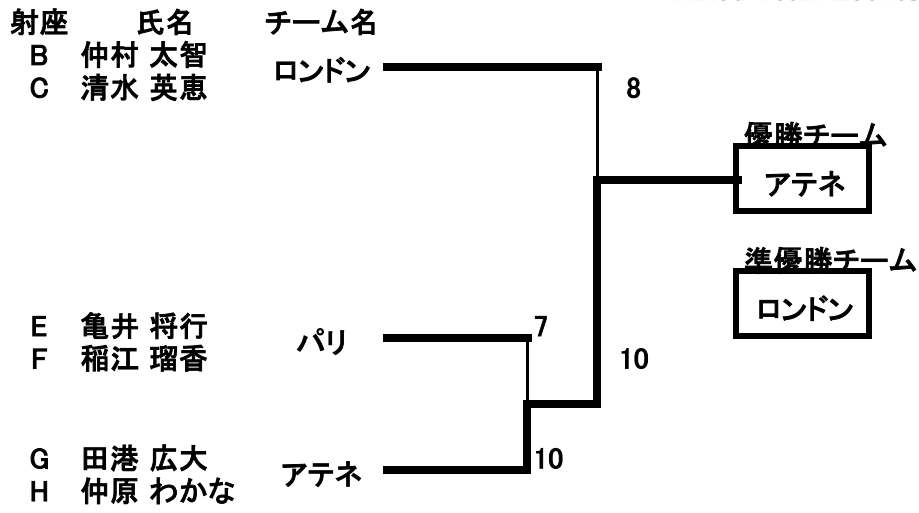 射座 氏名 チーム名
B 仲村 太智
C 清水 英恵
ロンドン
8
優勝チーム
アテネ
準優勝チーム
ロンドン
E 亀井 将行
F 稲江 瑠香
パリ
7
10
G 田港 広大
H 仲原 わかな
アテネ
10